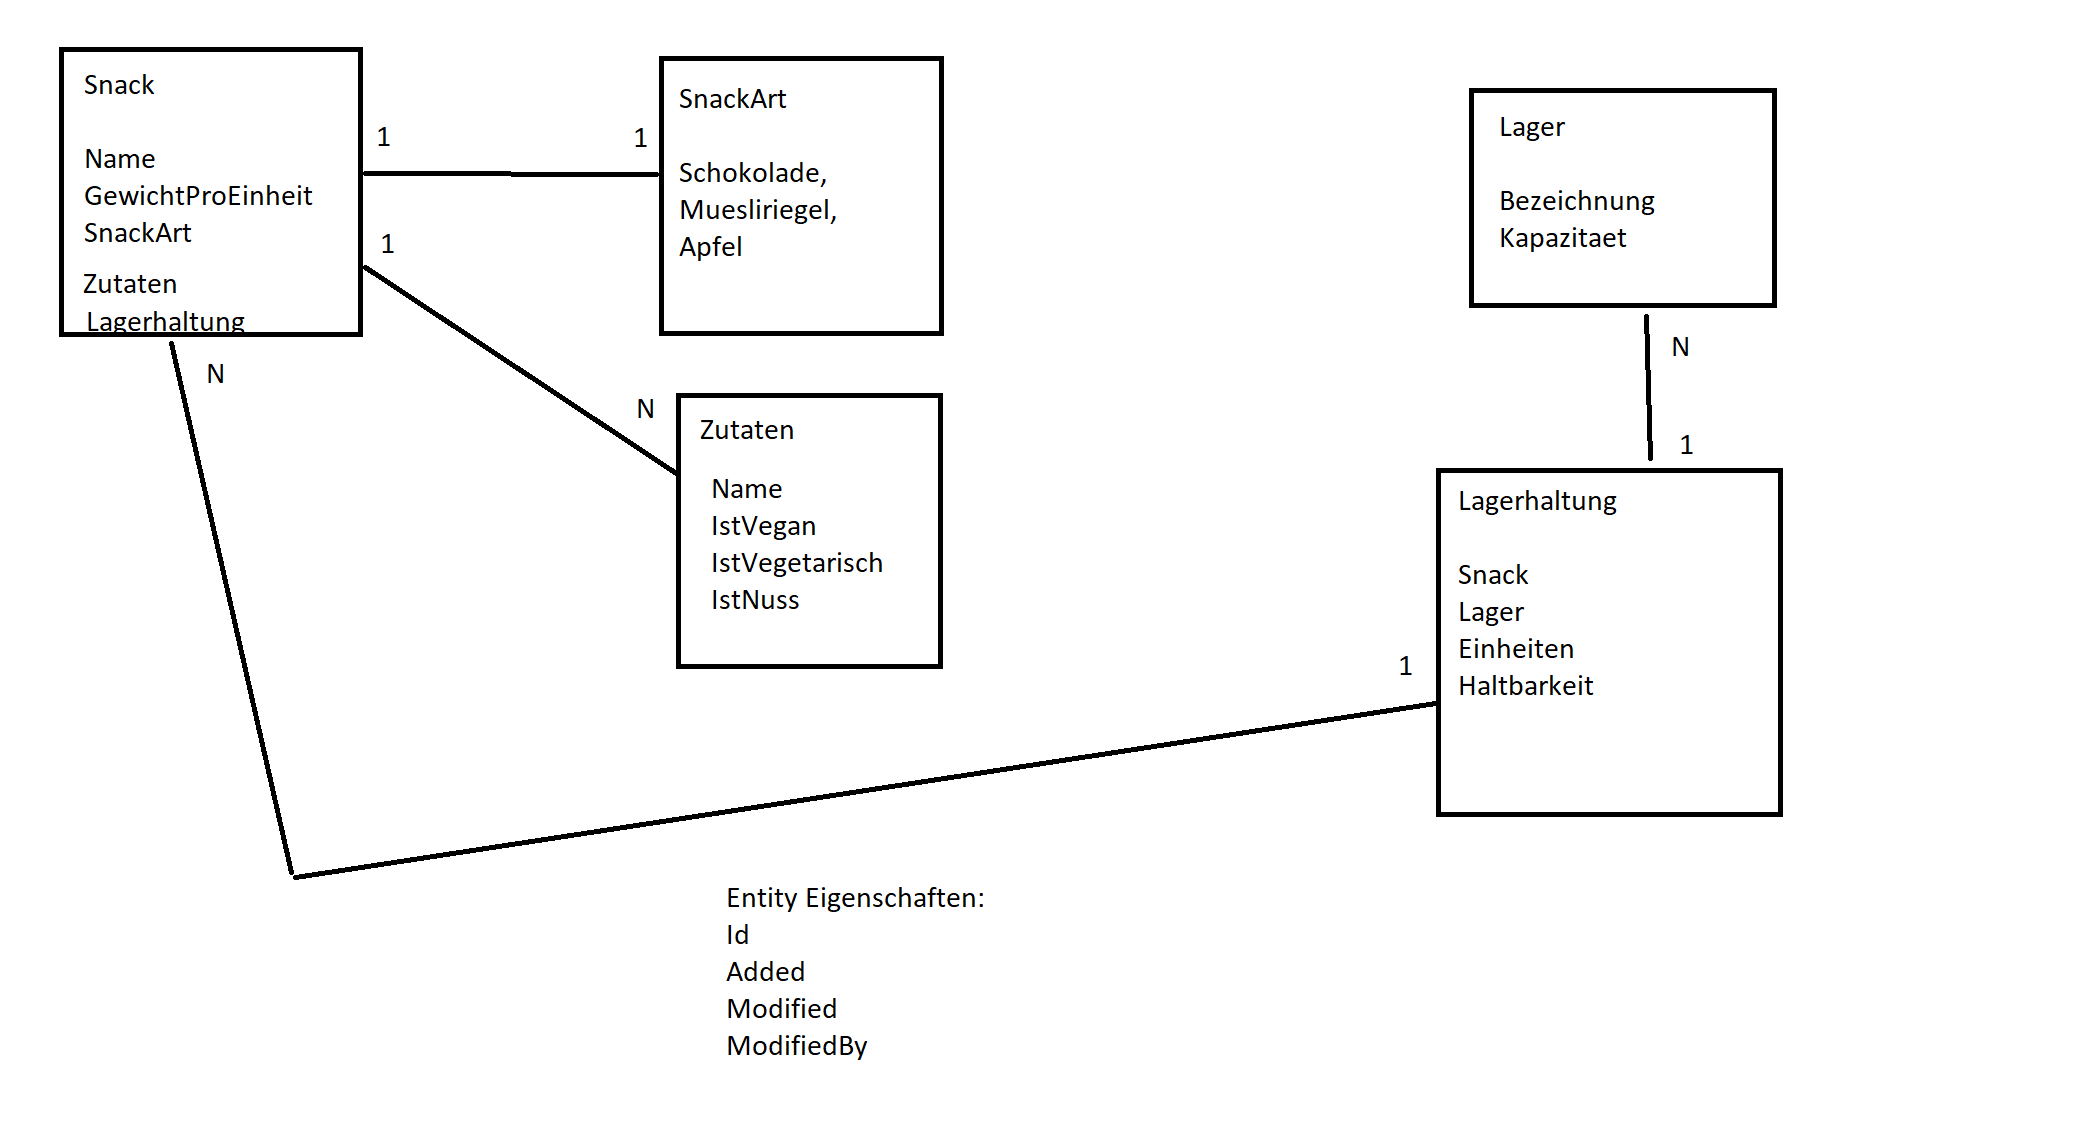 Snack
Name
GewichtProEinheit
SnackArt
Zutaten
Lagerhaltung
1
1
1
N
N
SnackArt
Schokolade,
Muesliriegel,
Apfel
Zutaten
Name
IstVegan
IstVegetarisch
IstNuss
Lager
Bezeichnung
Kapazitaet
N
1
Lagerhaltung
Snack
Lager
Einheiten
Haltbarkeit
1
Entity Eigenschaften:
Id
Added
Modified
ModifiedBy